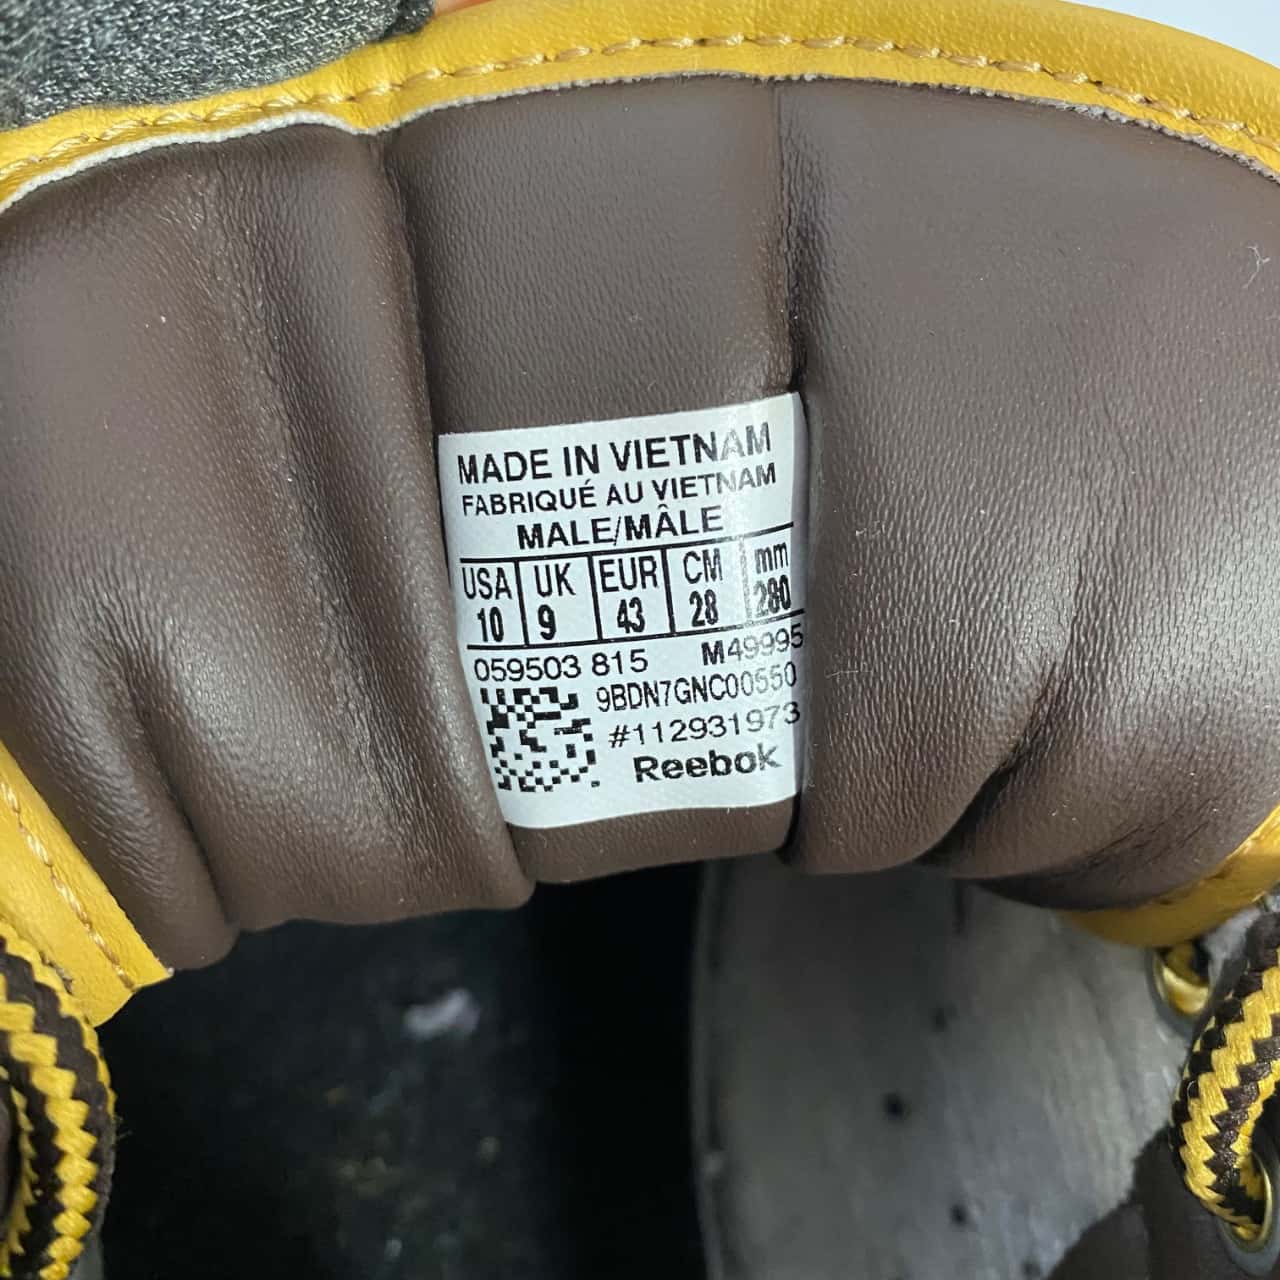 MADE IN VIETNAM
FABRIQUÉ AU VIETNAM
MALE/MÂLE
USA UK EUR CM mm
10 9 43 28 280
059503 815 M49995
9BDN7GNC00550
#112931973
Reebok